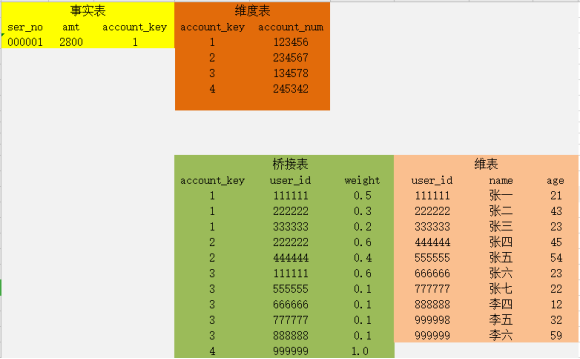 事实表 维度表
ser_no amt account_key account_key account_num
000001 2800 1 1 123456
2 234567
3 134578
4 245342
桥接表 维表
account_key user_id weight user_id name age
1 111111 0.5 111111 张一 21
1 222222 0.3 222222 张二 43
1 333333 0.2 333333 张三 23
2 222222 0.6 444444 张四 45
2 444444 0.4 555555 张五 54
3 111111 0.6 666666 张六 23
3 555555 0.1 777777 张七 22
3 666666 0.1 888888 李四 12
3 777777 0.1 999998 李五 32
3 888888 0.1 999999 李六 59
4 999999 1.0